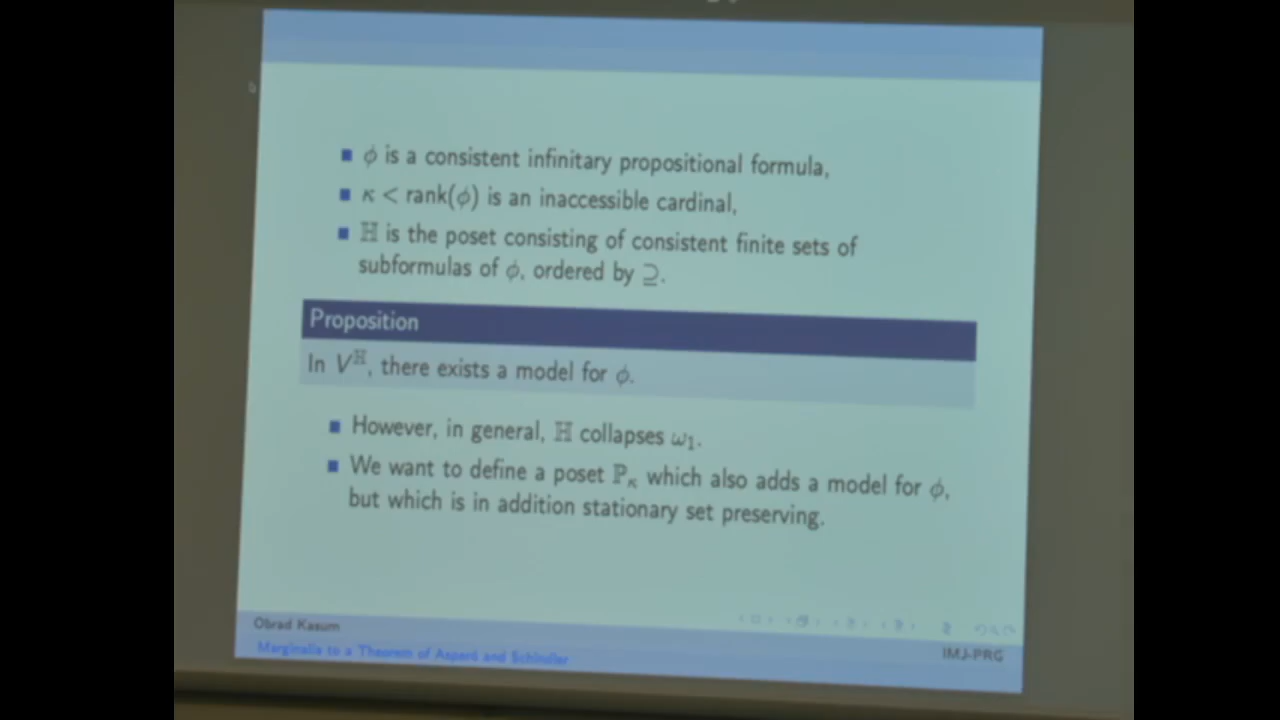 ϕ is a consistent infinitary propositional formula,
κ < rank(ϕ) is an inaccessible cardinal,
ℍ is the poset consisting of consistent finite sets of
subformulas of ϕ, ordered by ⊇.
Proposition
In V^ℍ, there exists a model for ϕ.
However, in general, ℍ collapses ω₁.
We want to define a poset ℙ_κ which also adds a model for ϕ,
but which is in addition stationary set preserving.
Obrad Kasum
IMJ-PRG
Marginalia to a Theorem of Asperó and Schindler